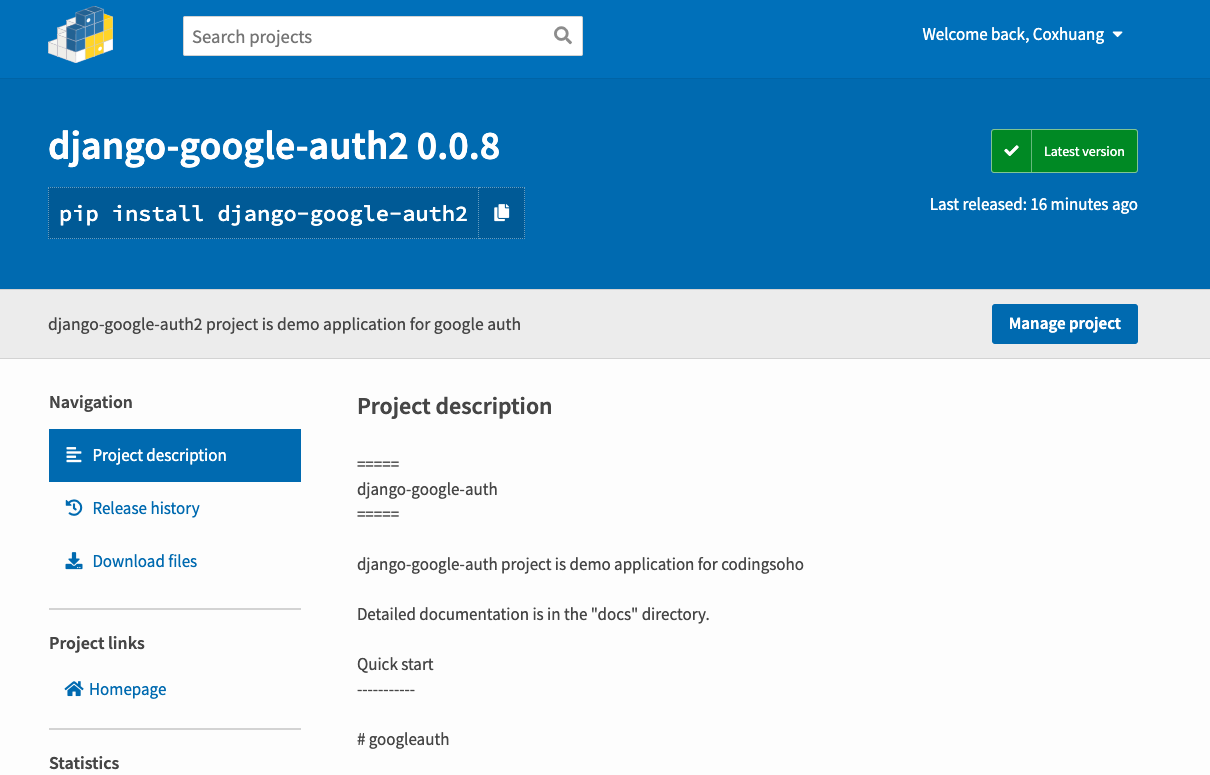 Search projects
Welcome back, Coxhuang
django-google-auth2 0.0.8
Latest version
pip install django-google-auth2
Last released: 16 minutes ago
django-google-auth2 project is demo application for google auth
Manage project
Navigation
Project description
Release history
Download files
Project links
Homepage
Statistics
Project description
=====
django-google-auth
=====
django-google-auth project is demo application for codingsoho
Detailed documentation is in the "docs" directory.
Quick start
-----------
# googleauth